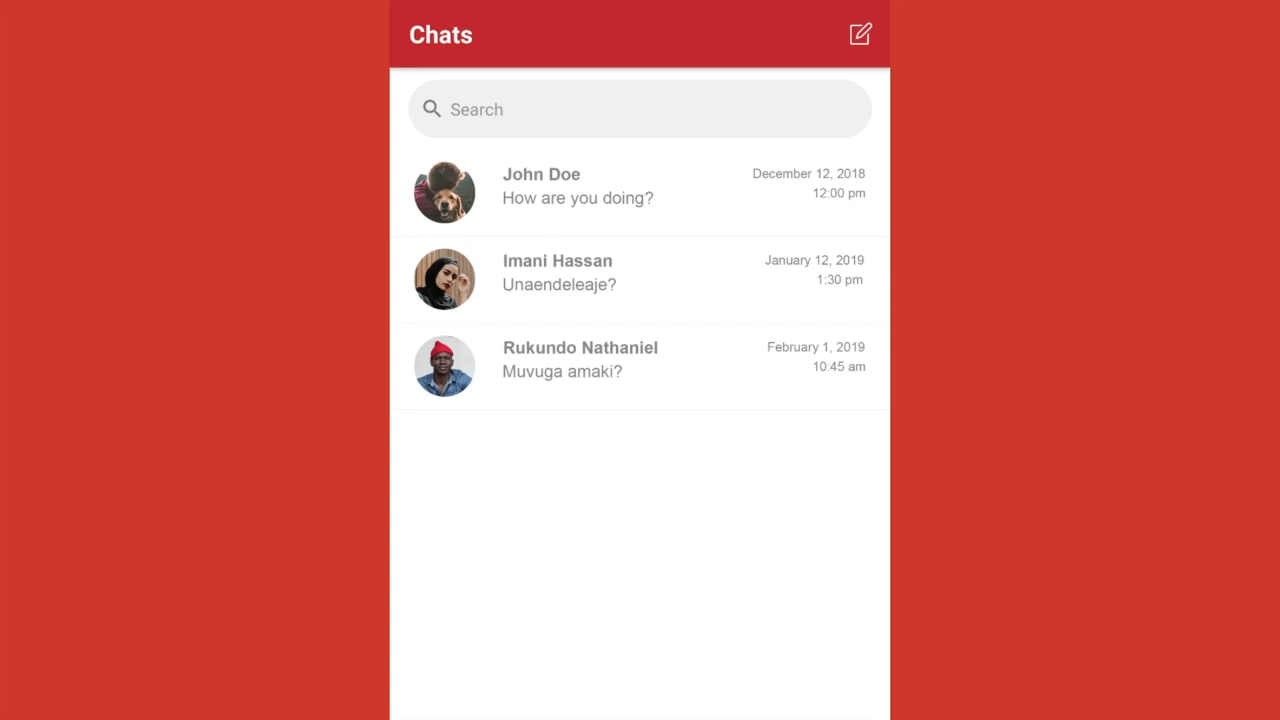 Chats
Search
John Doe
December 12, 2018
How are you doing?
12:00 pm
Imani Hassan
January 12, 2019
Unaendeleaje?
1:30 pm
Rukundo Nathaniel
February 1, 2019
Muvuga amaki?
10:45 am